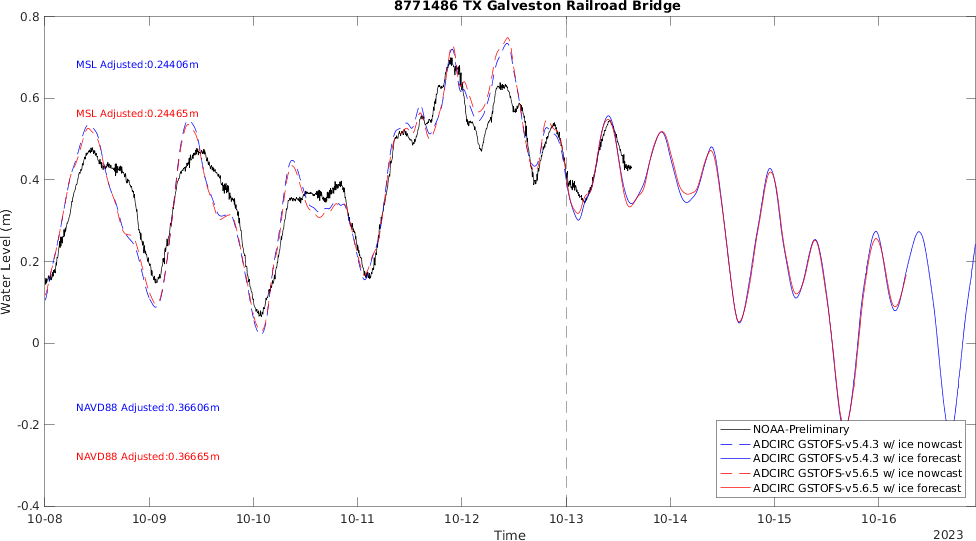 8771486 TX Galveston Railroad Bridge
0.8
0.6
0.4
0.2
0
-0.2
-0.4
Water Level (m)
MSL Adjusted:0.24406m
MSL Adjusted:0.24465m
NAVD88 Adjusted:0.36606m
NAVD88 Adjusted:0.36665m
NOAA-Preliminary
ADCIRC GSTOFS-v5.4.3 w/ ice nowcast
ADCIRC GSTOFS-v5.4.3 w/ ice forecast
ADCIRC GSTOFS-v5.6.5 w/ ice nowcast
ADCIRC GSTOFS-v5.6.5 w/ ice forecast
10-08 10-09 10-10 10-11 10-12 10-13 10-14 10-15 10-16
Time
2023